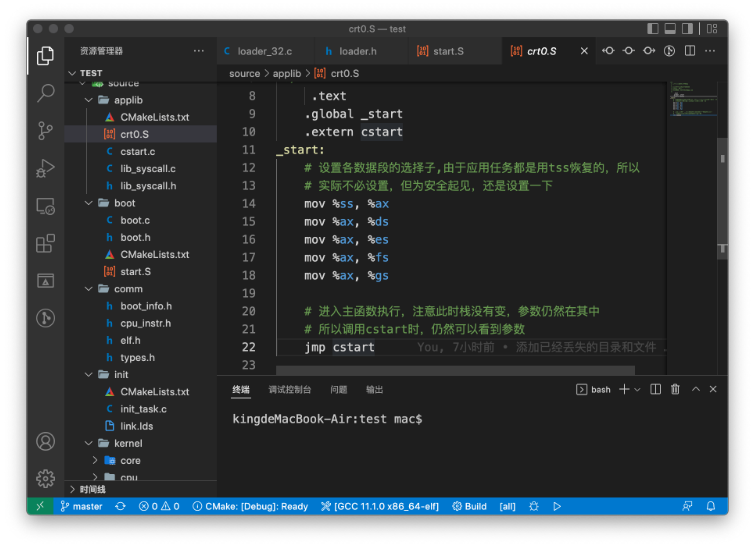 crt0.S — test
资源管理器
TEST
source
applib
CMakeLists.txt
crt0.S
cstart.c
lib_syscall.c
lib_syscall.h
boot
boot.c
boot.h
CMakeLists.txt
start.S
comm
boot_info.h
cpu_instr.h
elf.h
types.h
init
CMakeLists.txt
init_task.c
link.lds
kernel
core
cpu
时间线
C loader_32.c h loader.h start.S crt0.S
source > applib > crt0.S
8 .text
9 .global _start
10 .extern cstart
11 _start:
12 # 设置各数据段的选择子,由于应用任务都是用tss恢复的，所以
13 # 实际不必设置，但为安全起见，还是设置一下
14 mov %ss, %ax
15 mov %ax, %ds
16 mov %ax, %es
17 mov %ax, %fs
18 mov %ax, %gs
19
20 # 进入主函数执行，注意此时栈没有变，参数仍然在其中
21 # 所以调用cstart时，仍然可以看到参数
22 jmp cstart You, 7小时前 • 添加已经丢失的目录和文件 .
23
终端 调试控制台 问题 输出 bash
kingdeMacBook-Air:test mac$
master 0 0 CMake: [Debug]: Ready [GCC 11.1.0 x86_64-elf] Build [all]